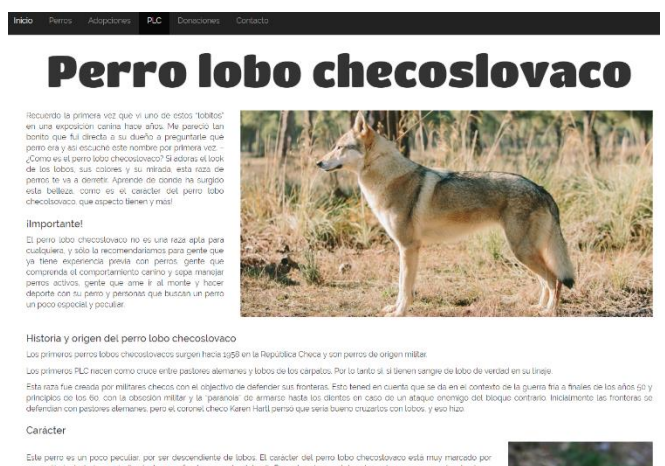 Inicio Perros Adopciones PLC Donaciones Contacto
Perro lobo checoslovaco
Recuerdo la primera vez que vi uno de estos "lobitos"
en una exposición canina hace años. Me pareció tan
bonito que fui directa a su dueño a preguntarle que
perro era y así escuché este nombre por primera vez. –
¿Como es el perro lobo checoslovaco? Si adoras el look
de los lobos, sus colores y su mirada, esta raza de
perros te va a derretir. Aprende de donde ha surgido
esta belleza, como es el carácter del perro lobo
checolsovaco, que aspecto tienen y más!
¡Importante!
El perro lobo checoslovaco no es una raza apta para
cualquiera, y sólo la recomendaríamos para gente que
ya tiene experiencia previa con perros, gente que
comprenda el comportamiento canino y sepa manejar
perros activos, gente que ame ir al monte y hacer
deporte con su perro y personas que buscan un perro
un poco especial y peculiar.
Historia y origen del perro lobo checoslovaco
Los primeros perros lobos checoslovacos surgen hacia 1958 en la República Checa y son perros de origen militar.
Los primeros PLC nacen como cruce entre pastores alemanes y lobos de los cárpatos. Por lo tanto sí, si tienen sangre de lobo de verdad en su linaje.
Esta raza fue creada por militares checos con el objectivo de defender sus fronteras. Esto tened en cuenta que se da en el contexto de la guerra fría a finales de los años 50 y
principios de los 60, con la obsesión militar y la "paranoia" de armarse hasta los dientes en caso de un ataque enemigo del bloque contrario. Inicialmente las fronteras se
defendían con pastores alemanes, pero el coronel checo Karen Hartl pensó que sería bueno cruzarlos con lobos, y eso hizo.
Carácter
Este perro es un poco peculiar, por ser descendiente de lobos. El carácter del perro lobo checoslovaco está muy marcado por